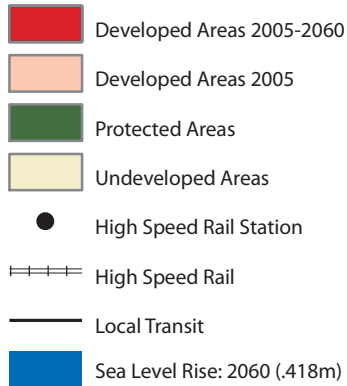 Developed Areas 2005-2060
Developed Areas 2005
Protected Areas
Undeveloped Areas
High Speed Rail Station
High Speed Rail
Local Transit
Sea Level Rise: 2060 (.418m)